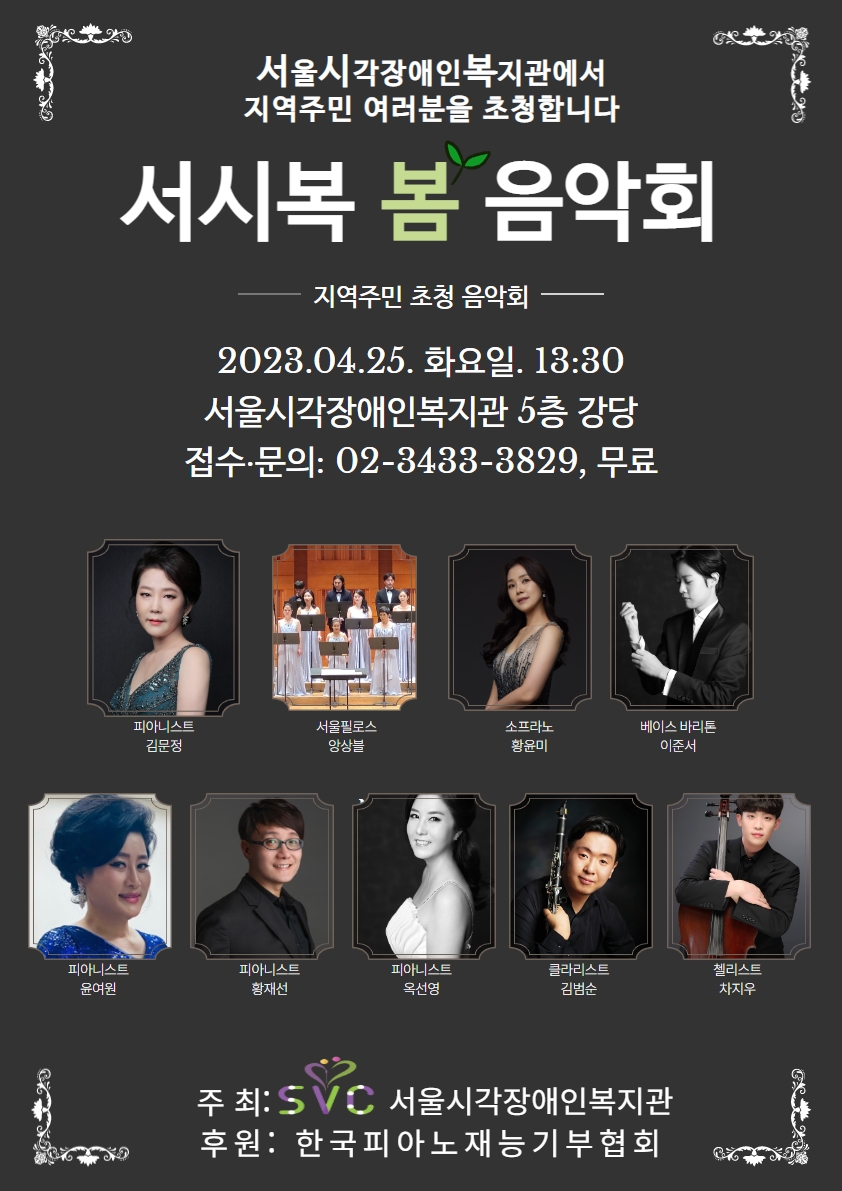 서울시각장애인복지관에서
지역주민 여러분을 초청합니다
서시복 봄 음악회
지역주민 초청 음악회
2023.04.25. 화요일. 13:30
서울시각장애인복지관 5층 강당
접수·문의: 02-3433-3829, 무료
피아니스트
김문정
서울필로스
앙상블
소프라노
황윤미
베이스 바리톤
이준서
피아니스트
윤여원
피아니스트
황재선
피아니스트
옥선영
클라리스트
김범순
첼리스트
차지우
주 최: SVC 서울시각장애인복지관
후원: 한국피아노재능기부협회